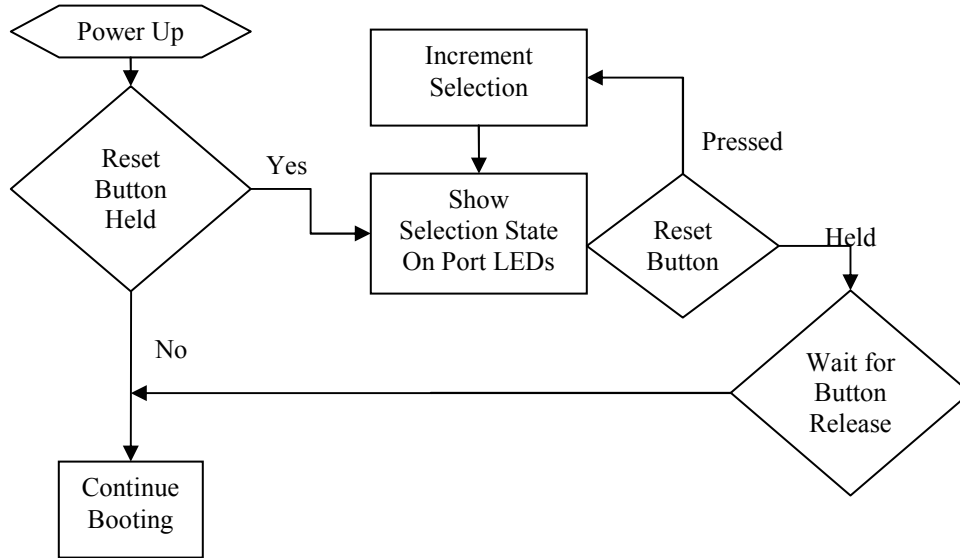 Power Up
Increment
Selection
Pressed
Reset
Button
Held
Yes
Show
Selection State
On Port LEDs
Reset
Button
Held
No
Wait for
Button
Release
Continue
Booting